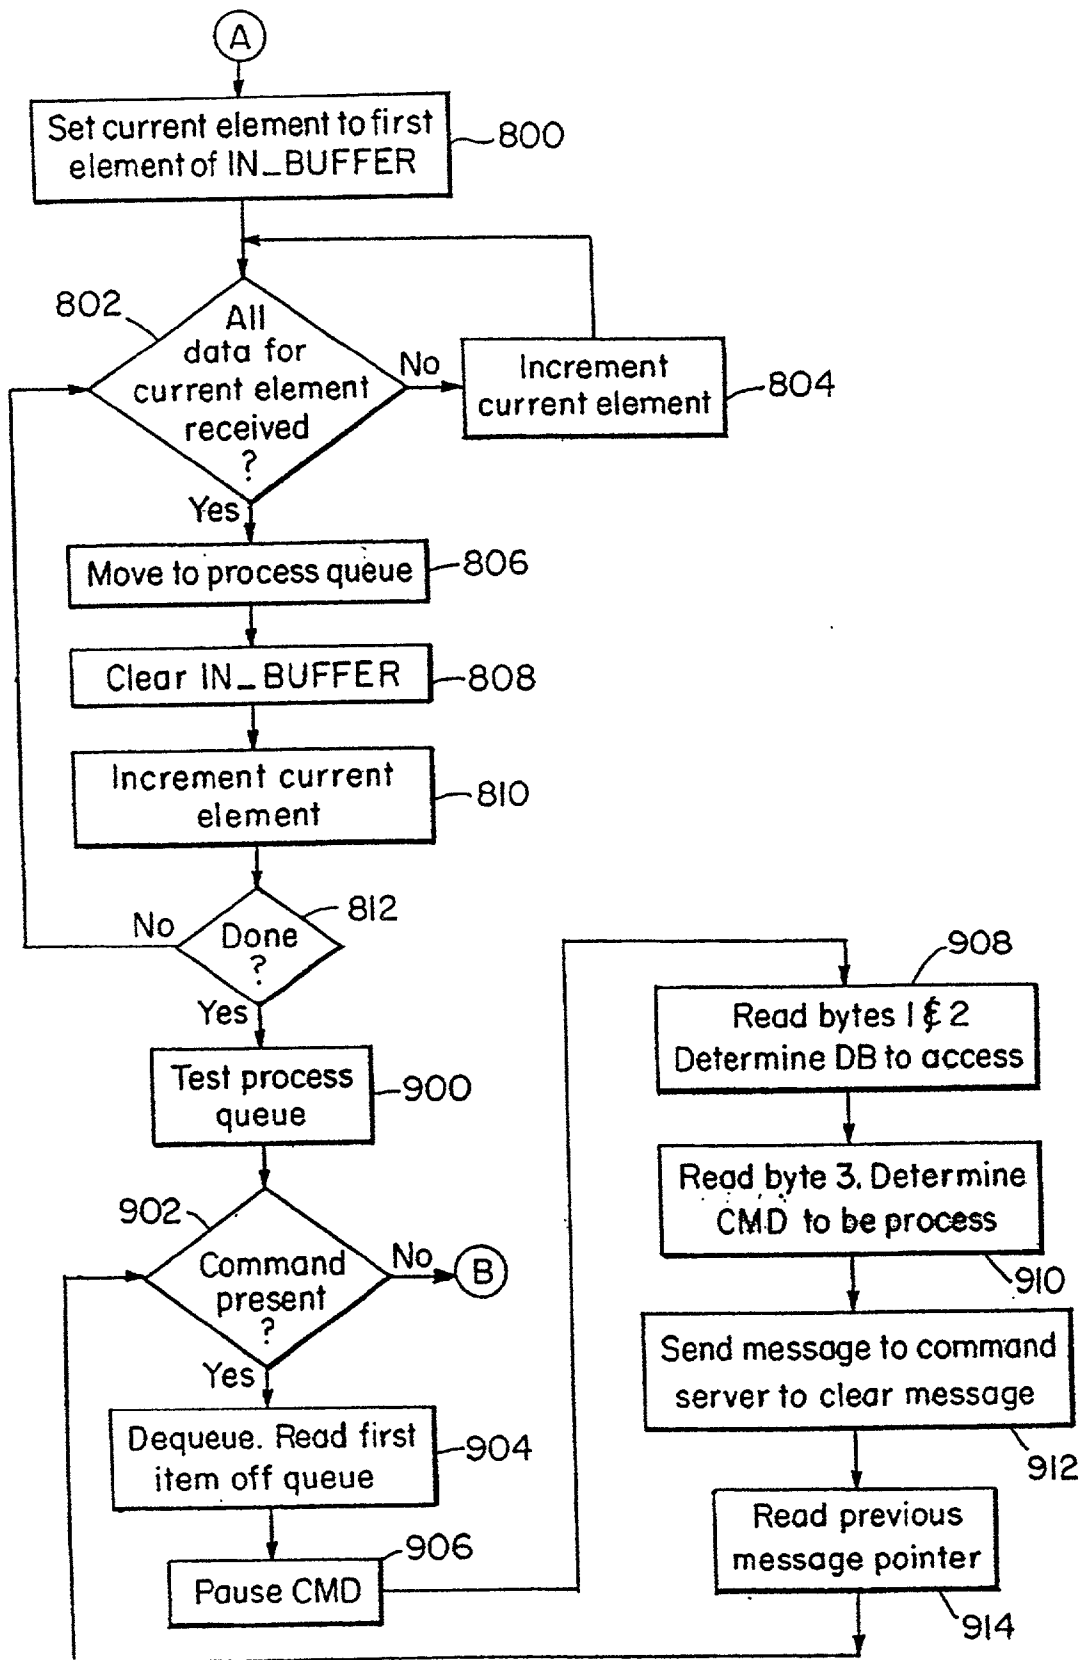 A
Set current element to first
element of IN_BUFFER
800
802
All
data for
current element
received
?
No
Increment
current element
804
Yes
Move to process queue
806
Clear IN_BUFFER
808
Increment current
element
810
812
Done
?
No
Yes
Test process
queue
900
902
Command
present
?
No
B
Yes
Dequeue. Read first
item off queue
904
906
Pause CMD
908
Read bytes 1 & 2
Determine DB to access
Read byte 3. Determine
CMD to be process
910
Send message to command
server to clear message
912
Read previous
message pointer
914